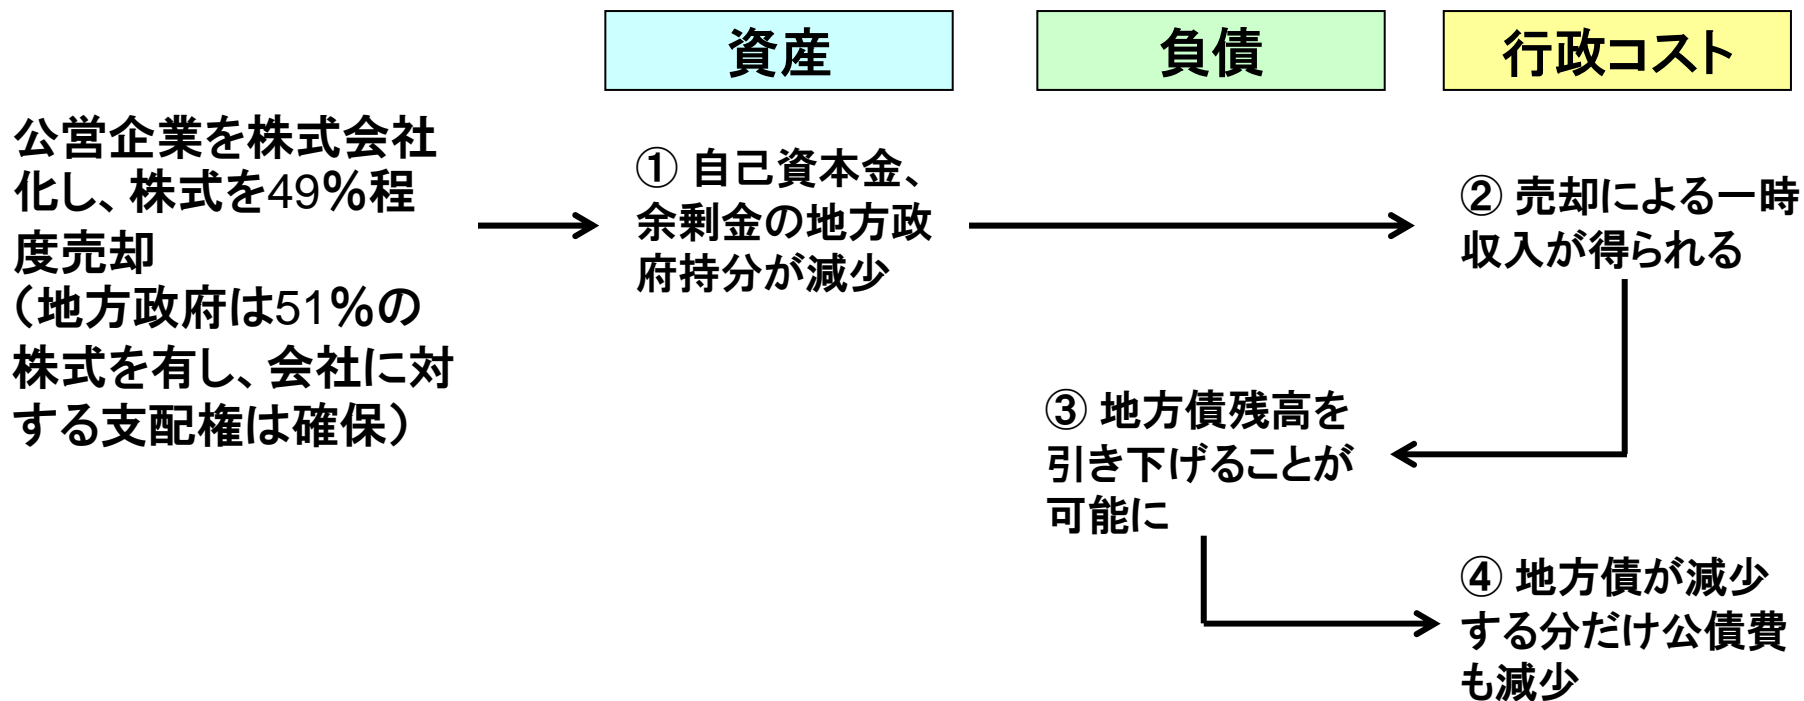 資産
負債
行政コスト
公営企業を株式会社
化し、株式を49%程
度売却
（地方政府は51%の
株式を有し、会社に対
する支配権は確保）
① 自己資本金、
余剰金の地方政
府持分が減少
② 売却による一時
収入が得られる
③ 地方債残高を
引き下げることが
可能に
④ 地方債が減少
する分だけ公債費
も減少